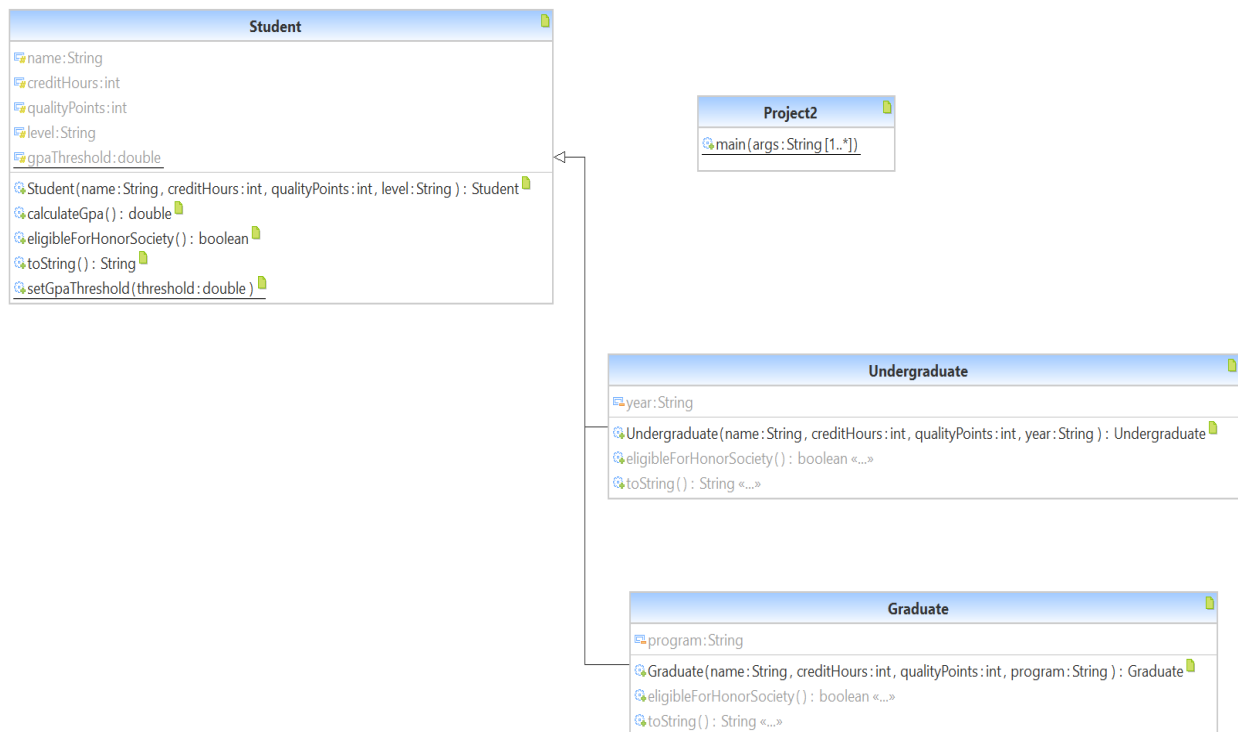 Student
name:String
creditHours:int
qualityPoints:int
level:String
gpaThreshold:double
Student(name:String, creditHours:int, qualityPoints:int, level:String ) : Student
calculateGpa() : double
eligibleForHonorSociety() : boolean
toString() : String
setGpaThreshold(threshold:double )
Project2
main(args:String[1..*])
Undergraduate
year:String
Undergraduate(name:String, creditHours:int, qualityPoints:int, year:String ) : Undergraduate
eligibleForHonorSociety() : boolean «...»
toString() : String «...»
Graduate
program:String
Graduate(name:String, creditHours:int, qualityPoints:int, program:String ) : Graduate
eligibleForHonorSociety() : boolean «...»
toString() : String «...»